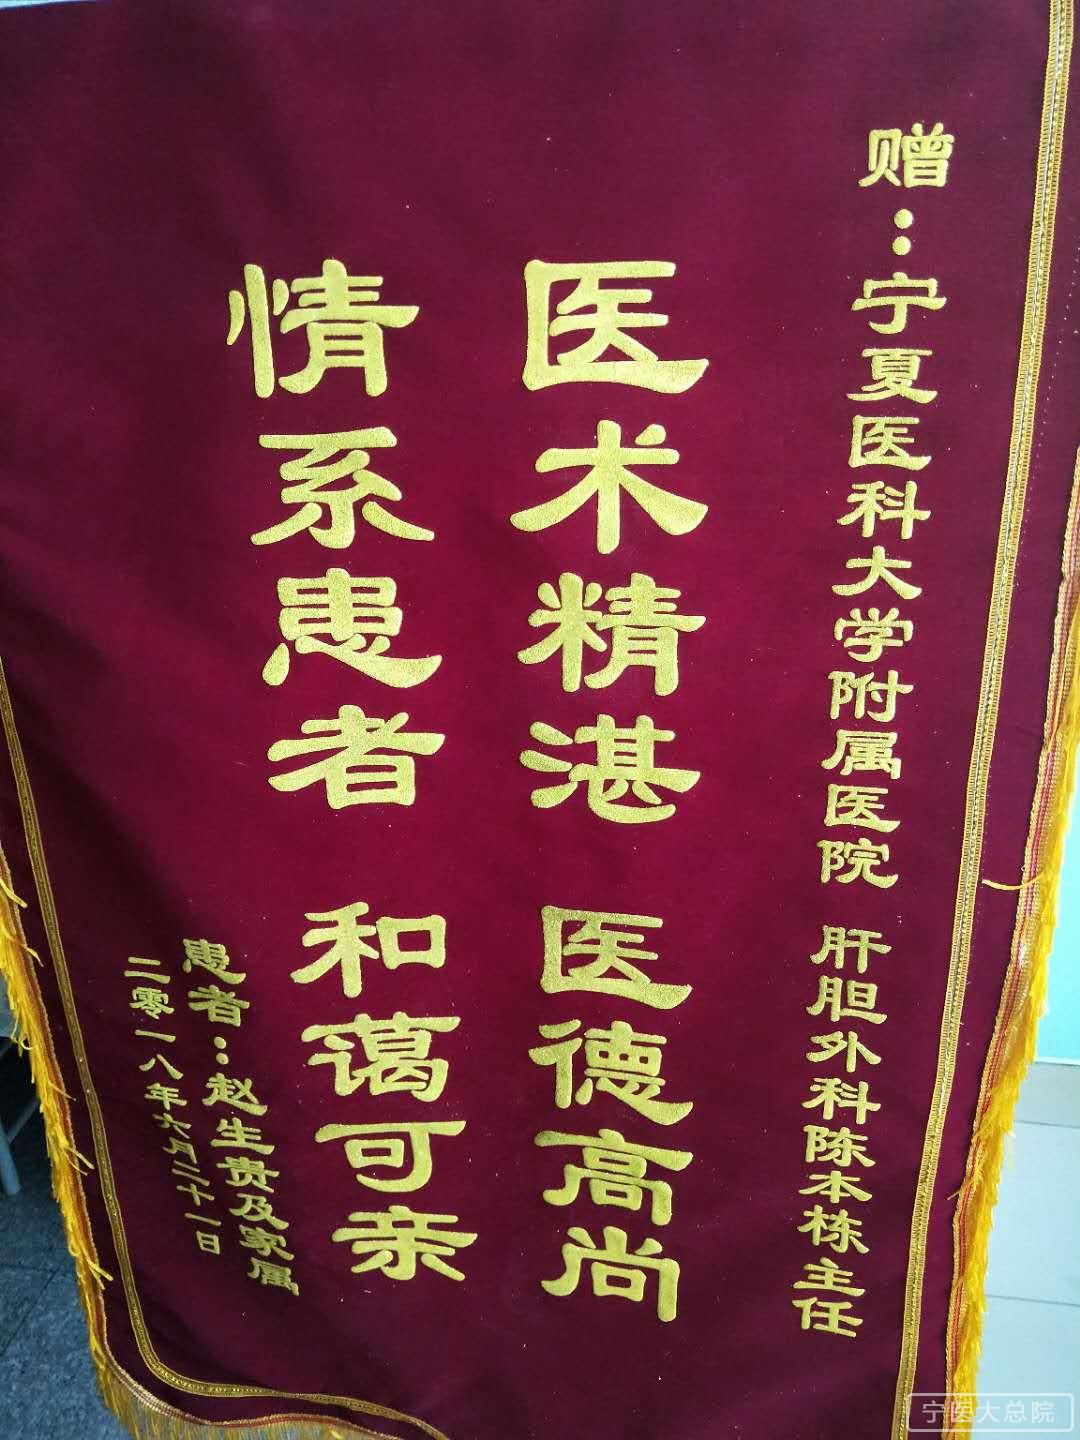 赠：宁夏医科大学附属医院 肝胆外科陈本栋主任
医术精湛 医德高尚
情系患者 和蔼可亲
患者：赵生贵及家属
二零一八年六月二十一日
宁医大总院